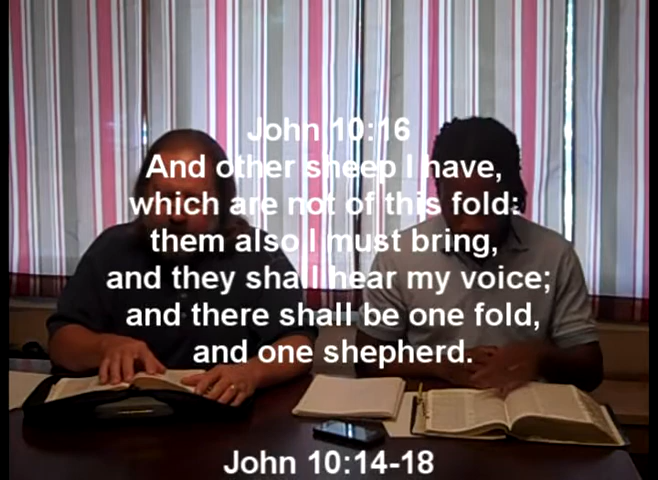 John 10:16
And other sheep I have,
which are not of this fold:
them also I must bring,
and they shall hear my voice;
and there shall be one fold,
and one shepherd.
John 10:14-18